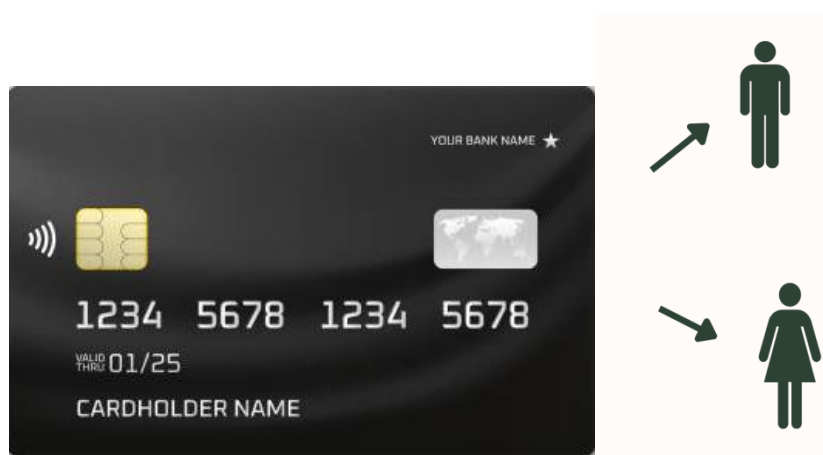 YOUR BANK NAME
1234 5678 1234 5678
VALID THRU 01/25
CARDHOLDER NAME